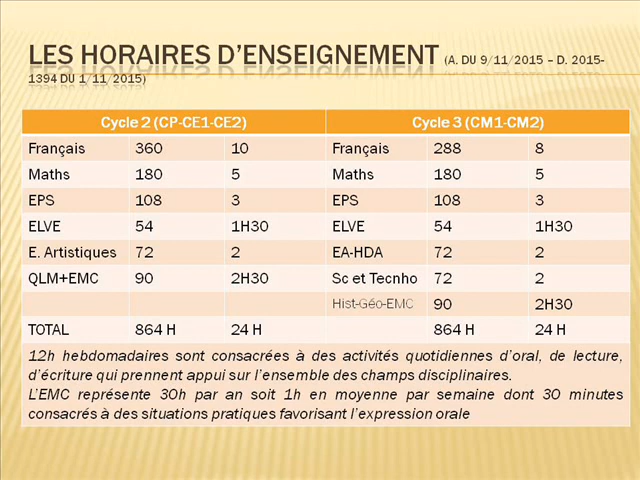 LES HORAIRES D'ENSEIGNEMENT (A. DU 9/11/2015 – D. 2015-
1394 DU 1/11/2015)
Cycle 2 (CP-CE1-CE2) Cycle 3 (CM1-CM2)
Français 360 10 Français 288 8
Maths 180 5 Maths 180 5
EPS 108 3 EPS 108 3
ELVE 54 1H30 ELVE 54 1H30
E. Artistiques 72 2 EA-HDA 72 2
QLM+EMC 90 2H30 Sc et Tecnho 72 2
Hist-Géo-EMC 90 2H30
TOTAL 864 H 24 H 864 H 24 H
12h hebdomadaires sont consacrées à des activités quotidiennes d'oral, de lecture,
d'écriture qui prennent appui sur l'ensemble des champs disciplinaires.
L'EMC représente 30h par an soit 1h en moyenne par semaine dont 30 minutes
consacrés à des situations pratiques favorisant l'expression orale